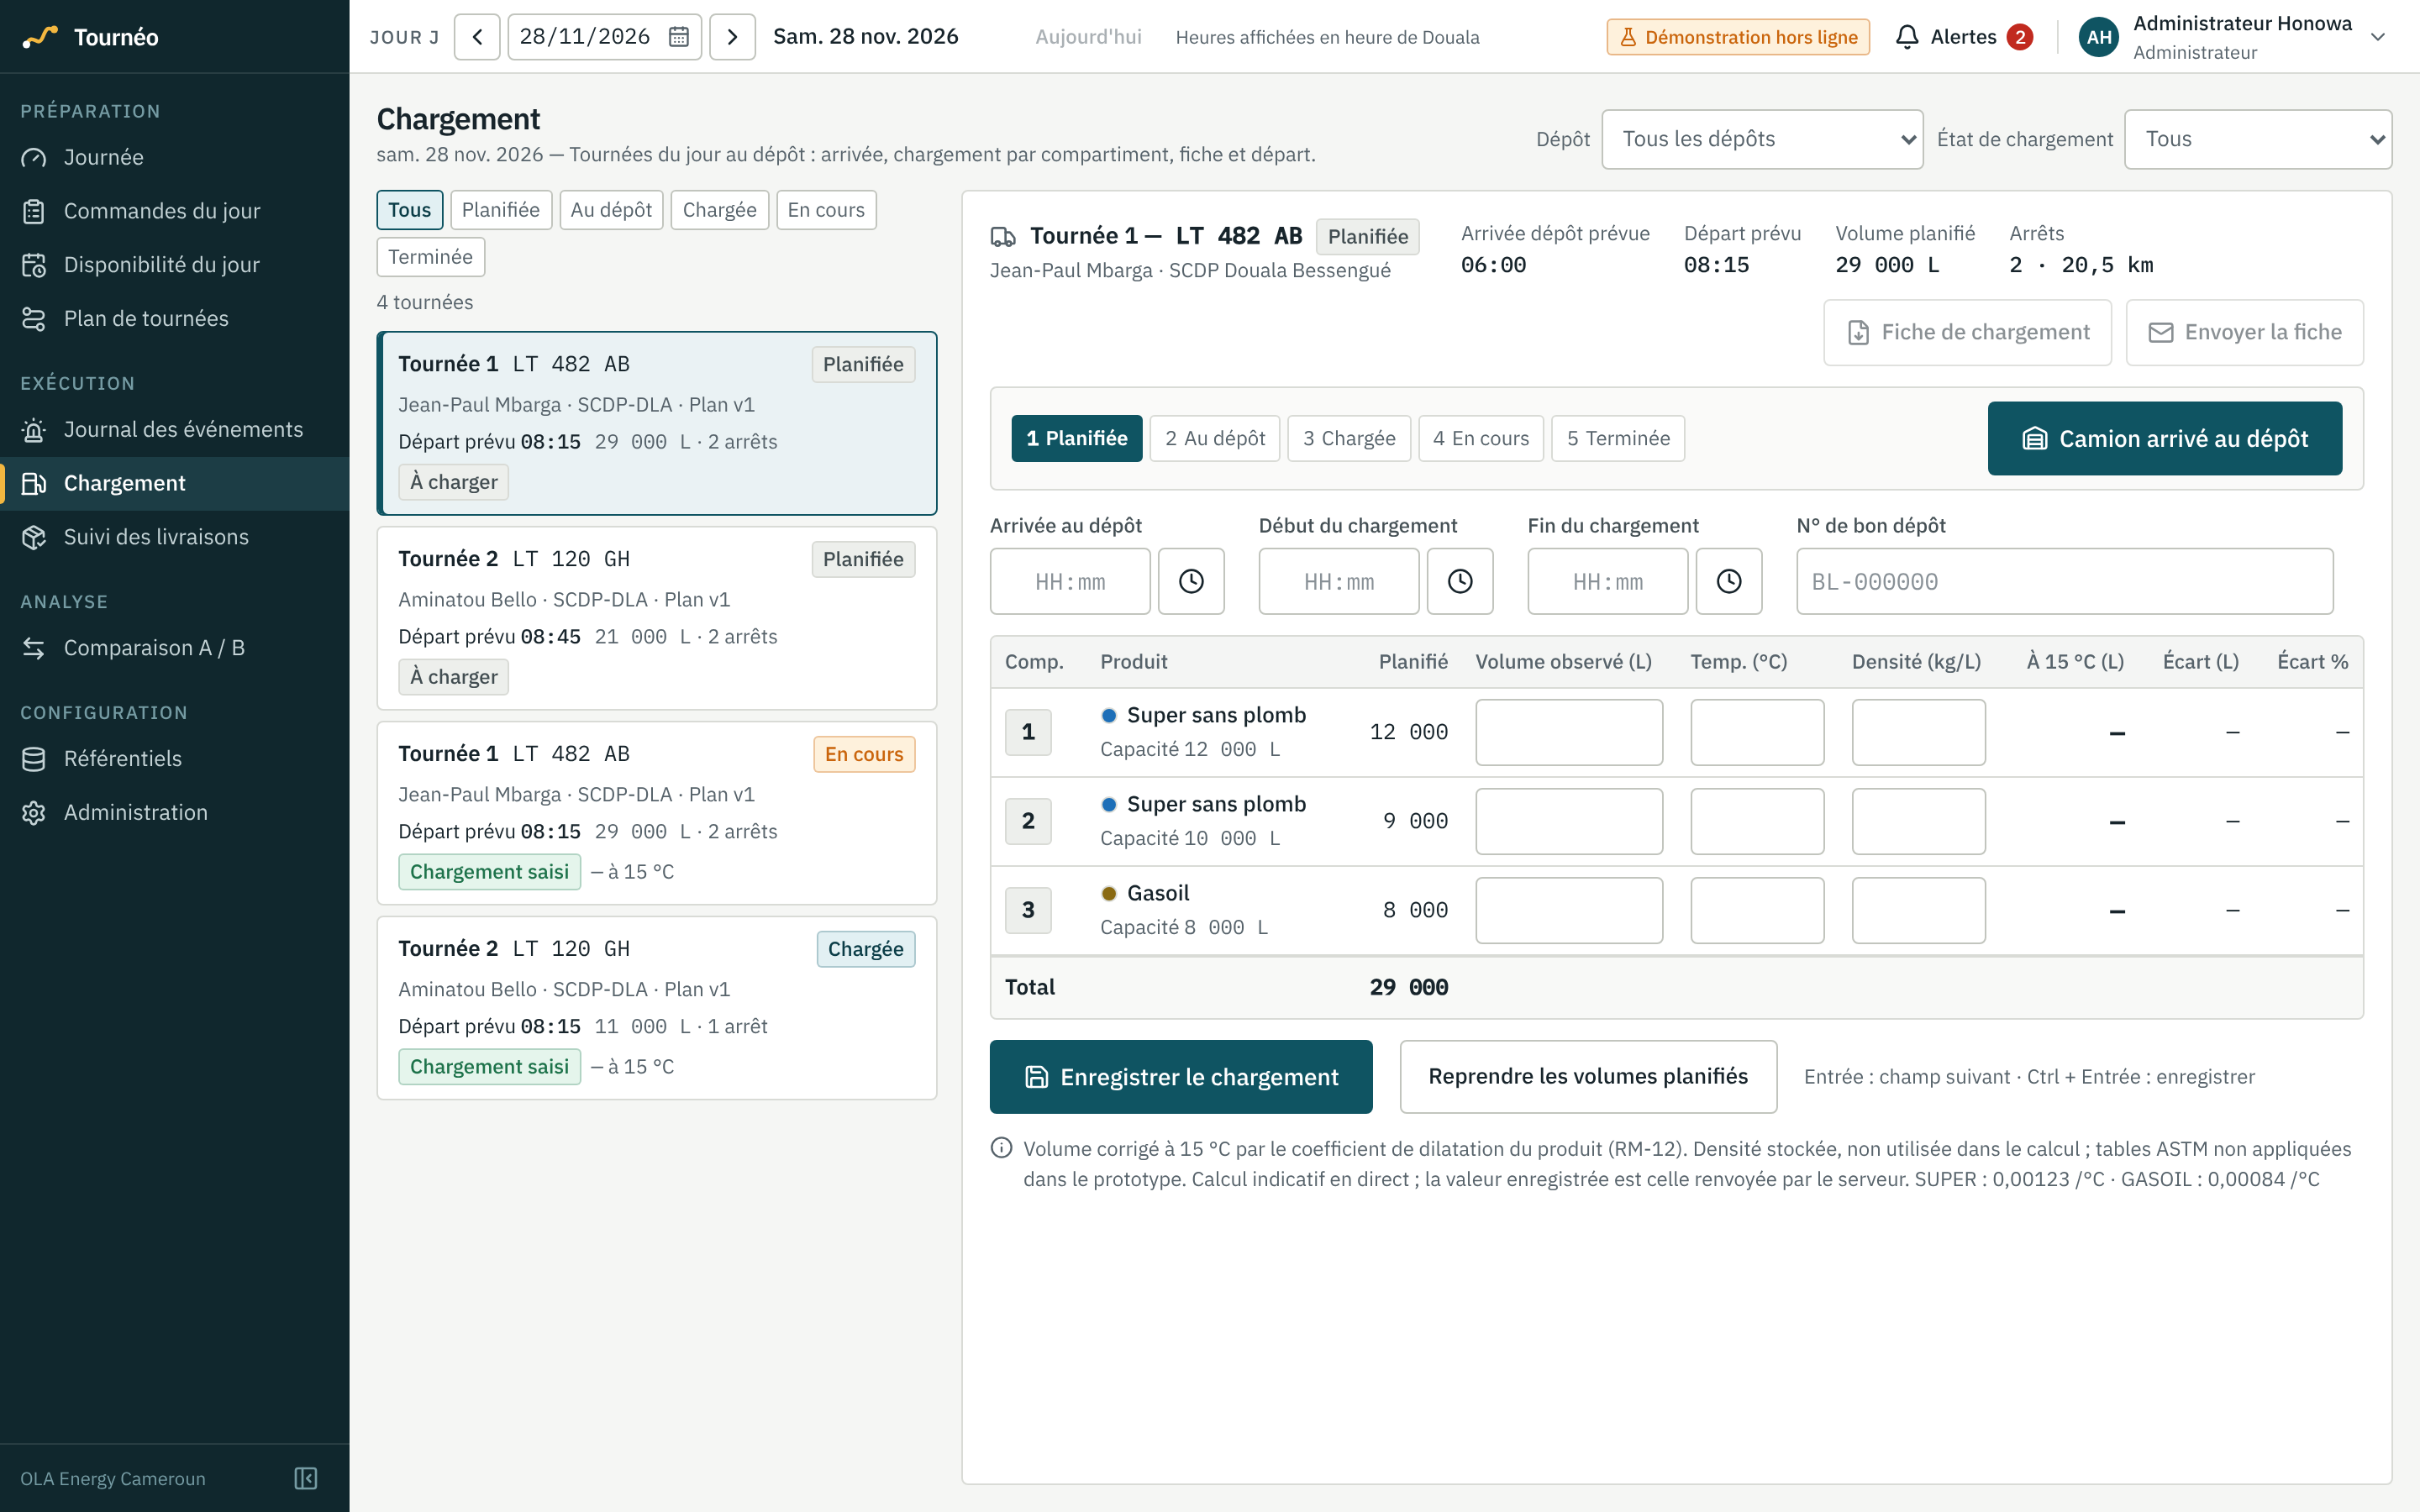 Tournéo
JOUR J
28/11/2026
Sam. 28 nov. 2026
Aujourd'hui
Heures affichées en heure de Douala
Démonstration hors ligne
Alertes 2
AH
Administrateur Honowa
Administrateur
PRÉPARATION
Journée
Commandes du jour
Disponibilité du jour
Plan de tournées
EXÉCUTION
Journal des événements
Chargement
Suivi des livraisons
ANALYSE
Comparaison A / B
CONFIGURATION
Référentiels
Administration
OLA Energy Cameroun
Chargement
sam. 28 nov. 2026 — Tournées du jour au dépôt : arrivée, chargement par compartiment, fiche et départ.
Dépôt Tous les dépôts État de chargement Tous
Tous Planifiée Au dépôt Chargée En cours
Terminée
4 tournées
Tournée 1 LT 482 AB Planifiée
Jean-Paul Mbarga · SCDP-DLA · Plan v1
Départ prévu 08:15 29 000 L · 2 arrêts
À charger
Tournée 2 LT 120 GH Planifiée
Aminatou Bello · SCDP-DLA · Plan v1
Départ prévu 08:45 21 000 L · 2 arrêts
À charger
Tournée 1 LT 482 AB En cours
Jean-Paul Mbarga · SCDP-DLA · Plan v1
Départ prévu 08:15 29 000 L · 2 arrêts
Chargement saisi — à 15 °C
Tournée 2 LT 120 GH Chargée
Aminatou Bello · SCDP-DLA · Plan v1
Départ prévu 08:15 11 000 L · 1 arrêt
Chargement saisi — à 15 °C
Tournée 1 — LT 482 AB Planifiée
Jean-Paul Mbarga · SCDP Douala Bessengué
Arrivée dépôt prévue Départ prévu Volume planifié Arrêts
06:00 08:15 29 000 L 2 · 20,5 km
Fiche de chargement Envoyer la fiche
1 Planifiée 2 Au dépôt 3 Chargée 4 En cours 5 Terminée Camion arrivé au dépôt
Arrivée au dépôt Début du chargement Fin du chargement N° de bon dépôt
HH:mm HH:mm HH:mm BL-000000
Comp. Produit Planifié Volume observé (L) Temp. (°C) Densité (kg/L) À 15 °C (L) Écart (L) Écart %
1 Super sans plomb 12 000 — — —
Capacité 12 000 L
2 Super sans plomb 9 000 — — —
Capacité 10 000 L
3 Gasoil 8 000 — — —
Capacité 8 000 L
Total 29 000
Enregistrer le chargement Reprendre les volumes planifiés Entrée : champ suivant · Ctrl + Entrée : enregistrer
Volume corrigé à 15 °C par le coefficient de dilatation du produit (RM-12). Densité stockée, non utilisée dans le calcul ; tables ASTM non appliquées
dans le prototype. Calcul indicatif en direct ; la valeur enregistrée est celle renvoyée par le serveur. SUPER : 0,00123 /°C · GASOIL : 0,00084 /°C